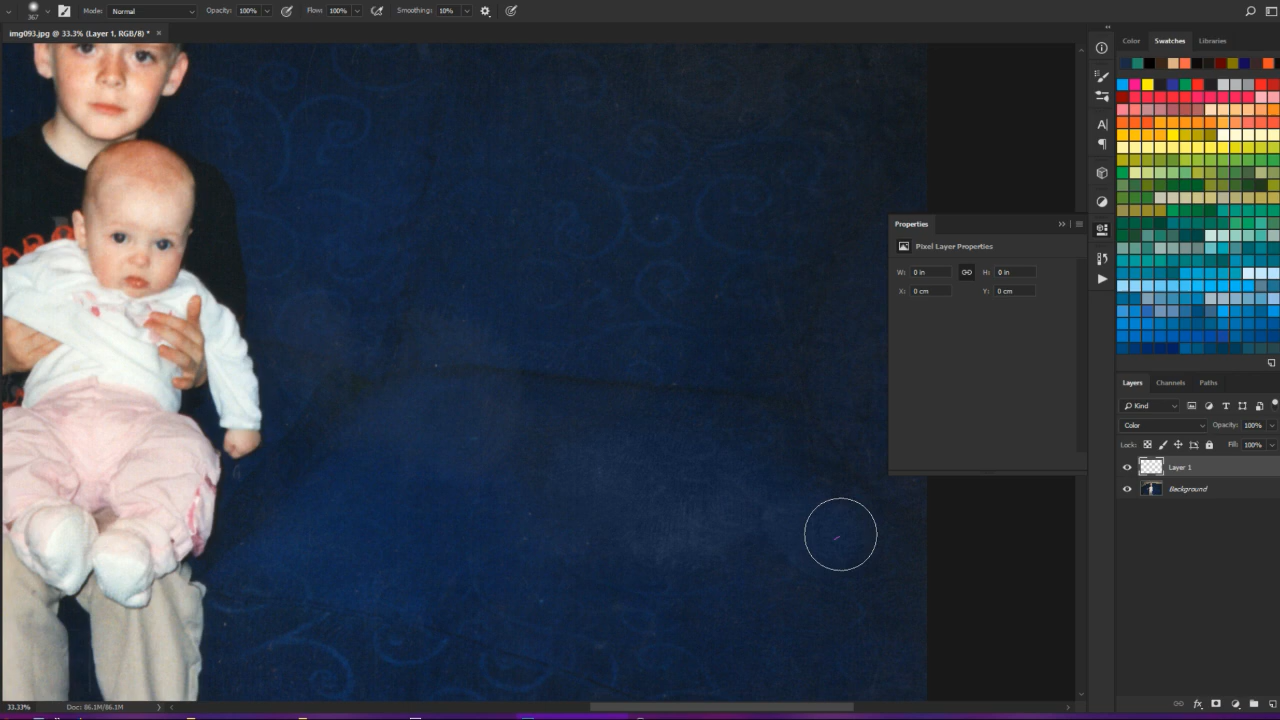 367
Mode: Normal
Opacity: 100%
Flow: 100%
Smoothing: 10%
img093.jpg @ 33.3% (Layer 1, RGB/8) * ×
Color Swatches Libraries
Properties
Pixel Layer Properties
W: 0 in H: 0 in
X: 0 cm Y: 0 cm
Layers Channels Paths
Kind
Color Opacity: 100%
Lock: Fill: 100%
Layer 1
Background
33.33% Doc: 86.1M/86.1M